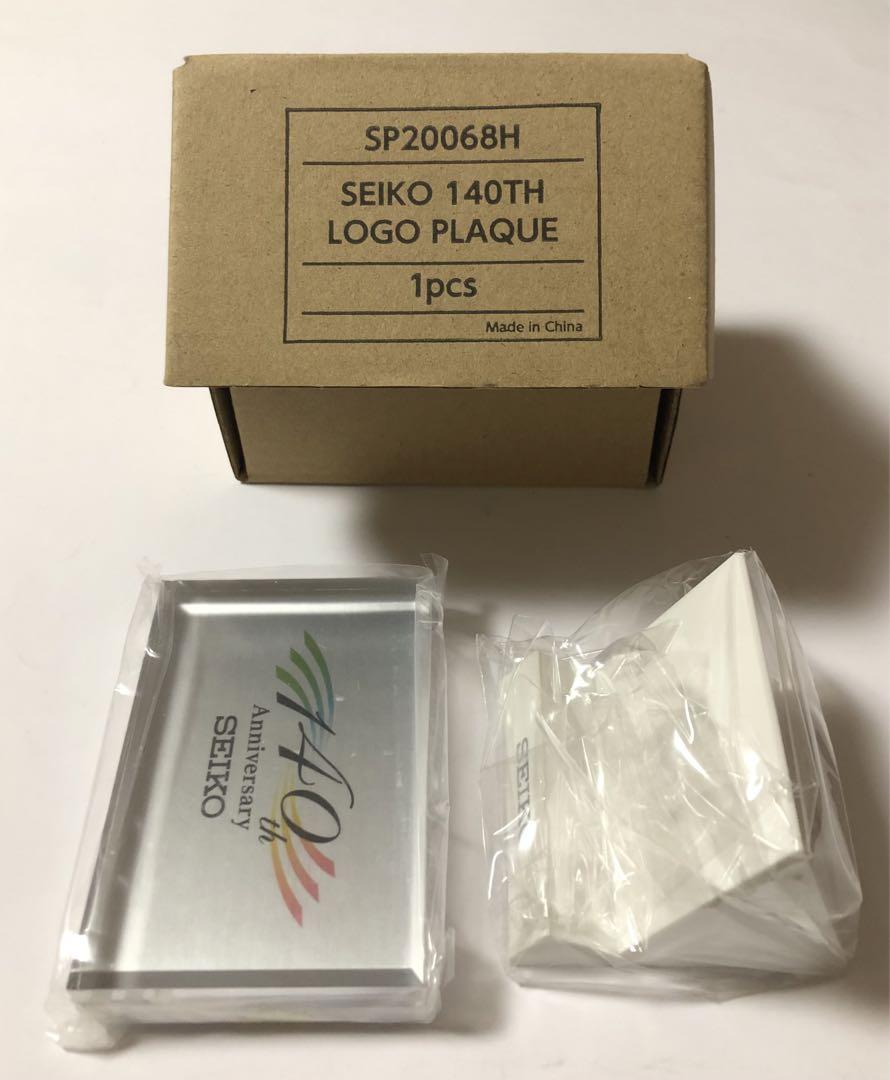 SP20068H
SEIKO 140TH
LOGO PLAQUE
1pcs
Made in China
140th
Anniversary
SEIKO
SEIKO